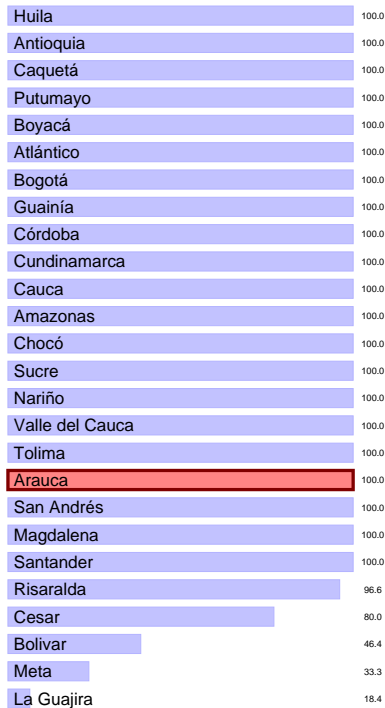 Huila 100.0
Antioquia 100.0
Caquetá 100.0
Putumayo 100.0
Boyacá 100.0
Atlántico 100.0
Bogotá 100.0
Guainía 100.0
Córdoba 100.0
Cundinamarca 100.0
Cauca 100.0
Amazonas 100.0
Chocó 100.0
Sucre 100.0
Nariño 100.0
Valle del Cauca 100.0
Tolima 100.0
Arauca 100.0
San Andrés 100.0
Magdalena 100.0
Santander 100.0
Risaralda 96.6
Cesar 80.0
Bolivar 46.4
Meta 33.3
La Guajira 18.4